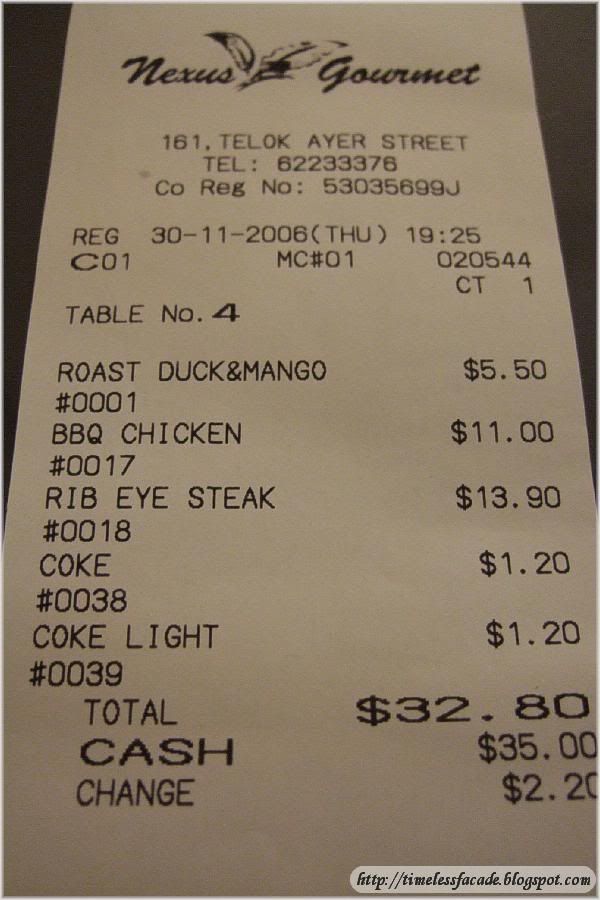 Nexus Gourmet
161, TELOK AYER STREET
TEL: 62233376
Co Reg No: 53035699J
REG 30-11-2006(THU) 19:25
C01 MC#01 020544
CT 1
TABLE No. 4
ROAST DUCK&MANGO $5.50
#0001
BBQ CHICKEN $11.00
#0017
RIB EYE STEAK $13.90
#0018
COKE $1.20
#0038
COKE LIGHT $1.20
#0039
TOTAL $32.80
CASH $35.00
CHANGE $2.20
http://timelessfacade.blogspot.com